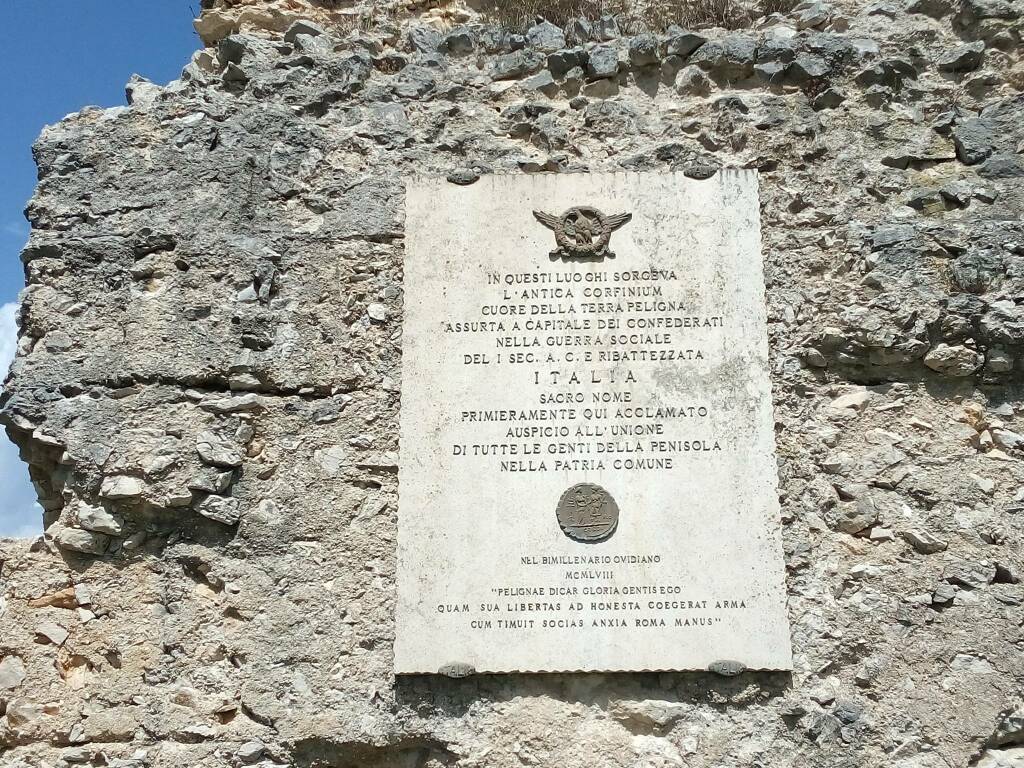 IN QUESTI LUOGHI SORGEVA
L'ANTICA CORFINIUM
CUORE DELLA TERRA PELIGNA
ASSURTA A CAPITALE DEI CONFEDERATI
NELLA GUERRA SOCIALE
DEL I SEC. A. C. E RIBATTEZZATA
ITALIA
SACRO NOME
PRIMIERAMENTE QUI ACCLAMATO
AUSPICIO ALL'UNIONE
DI TUTTE LE GENTI DELLA PENISOLA
NELLA PATRIA COMUNE
NEL BIMILLENARIO OVIDIANO
MCMLVIII
"PELIGNAE DICAR GLORIA GENTIS EGO
QUAM SUA LIBERTAS AD HONESTA COEGERAT ARMA
CUM TIMUIT SOCIAS ANXIA ROMA MANUS"